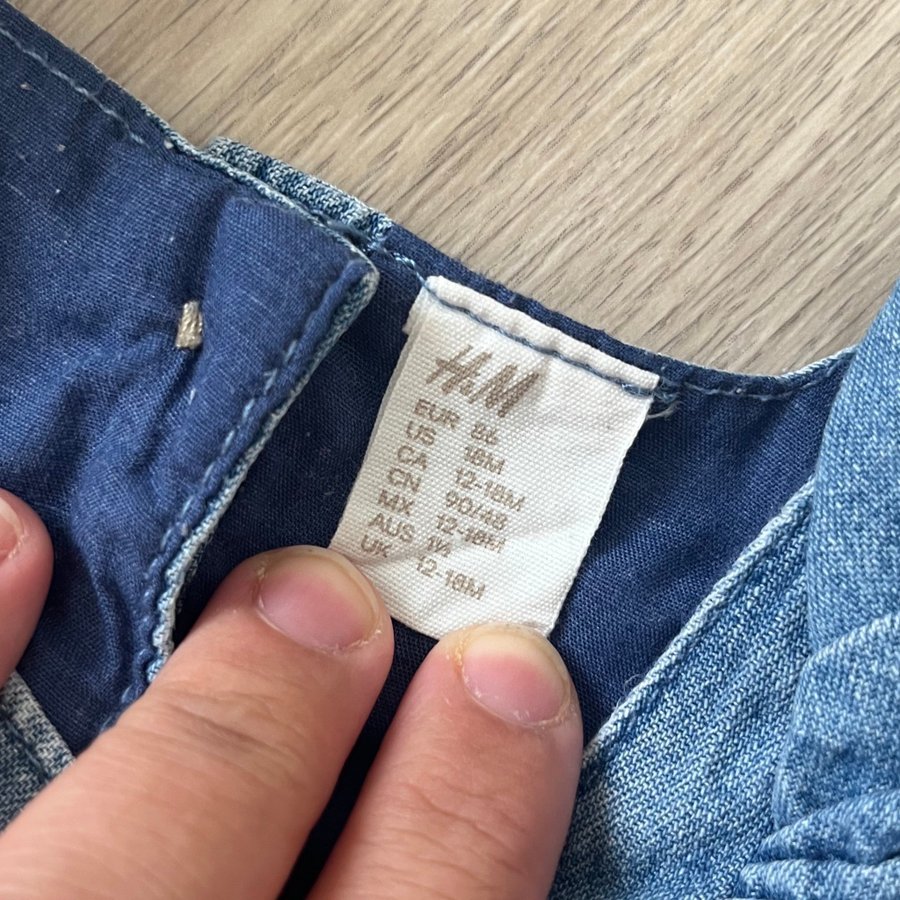 H&M
EUR 86
US 18M
CA 12-18M
CN 90/48
MX 12-18M
AUS 1½
UK 12-18M